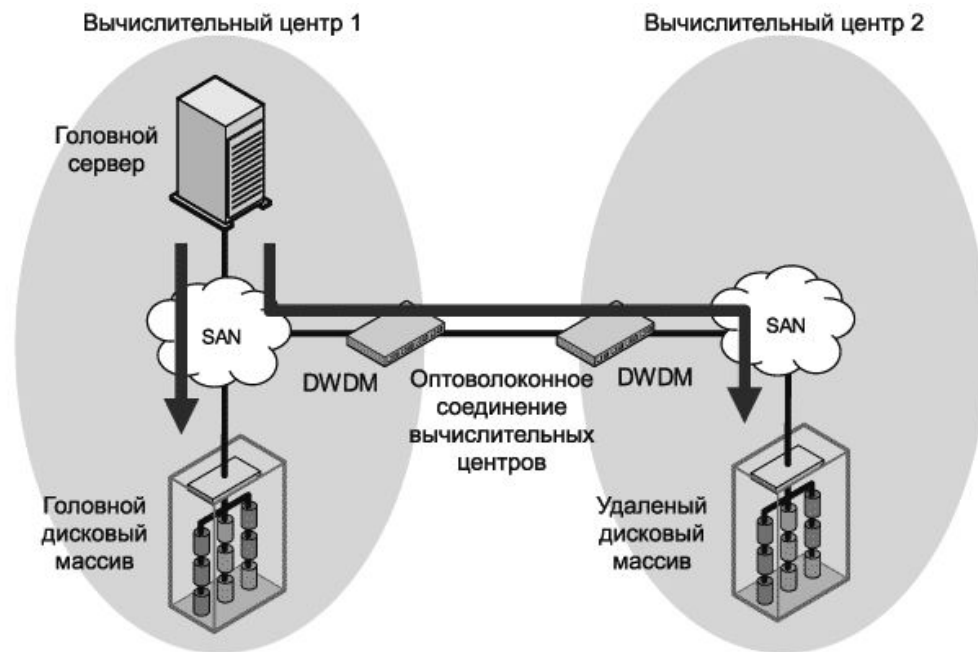 Вычислительный центр 1
Вычислительный центр 2
Головной
сервер
SAN
SAN
DWDM
Оптоволоконное
соединение
вычислительных
центров
DWDM
Головной
дисковый
массив
Удаленый
дисковый
массив